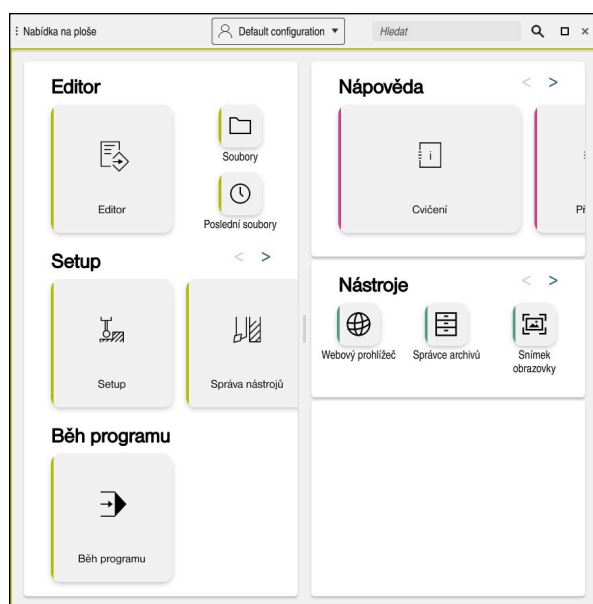 Nabídka na ploše
Default configuration
Hledat
Editor
Editor
Soubory
Poslední soubory
Setup
Setup
Správa nástrojů
Běh programu
Běh programu
Nápověda
Cvičení
Př
Nástroje
Webový prohlížeč
Správce archivů
Snímek
obrazovky